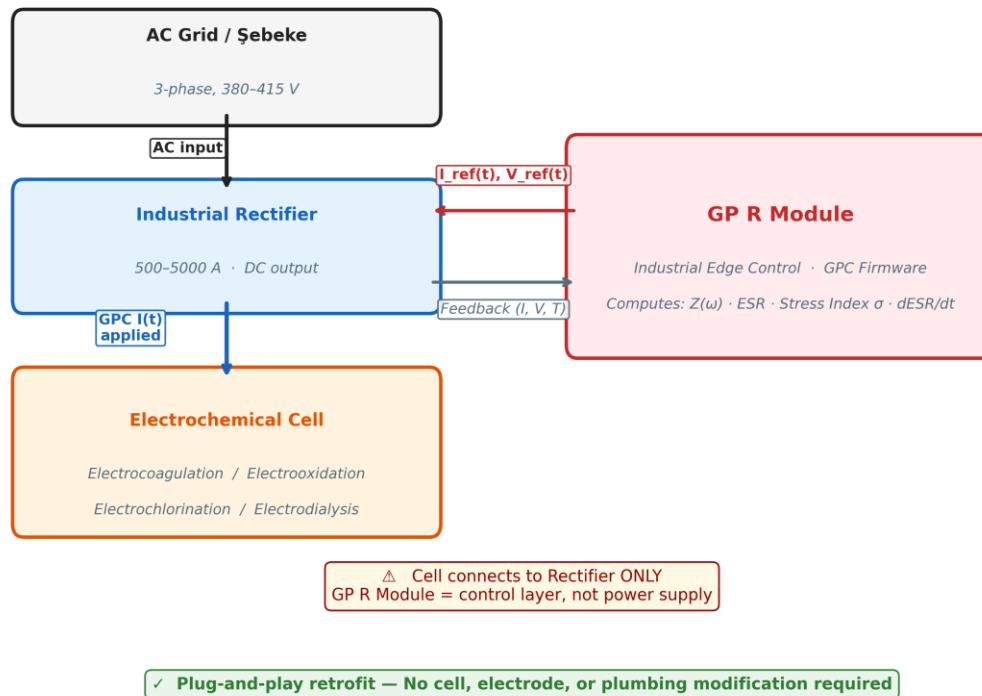 AC Grid / Şebeke
3-phase, 380–415 V
AC input
I_ref(t), V_ref(t)
Industrial Rectifier
500–5000 A · DC output
GP R Module
Industrial Edge Control · GPC Firmware
Computes: Z(ω) · ESR · Stress Index σ · dESR/dt
Feedback (I, V, T)
GPC I(t)
applied
Electrochemical Cell
Electrocoagulation / Electrooxidation
Electrochlorination / Electrodialysis
⚠ Cell connects to Rectifier ONLY
GP R Module = control layer, not power supply
✓ Plug-and-play retrofit — No cell, electrode, or plumbing modification required